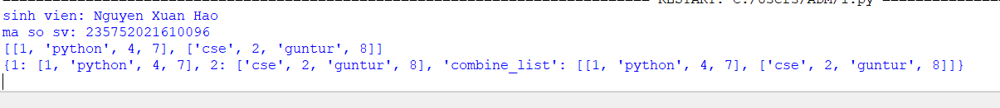 RESTART: C:/Users/ADM/1.py
sinh vien: Nguyen Xuan Hao
ma so sv: 235752021610096
[[1, 'python', 4, 7], ['cse', 2, 'guntur', 8]]
{1: [1, 'python', 4, 7], 2: ['cse', 2, 'guntur', 8], 'combine_list': [[1, 'python', 4, 7], ['cse', 2, 'guntur', 8]]}